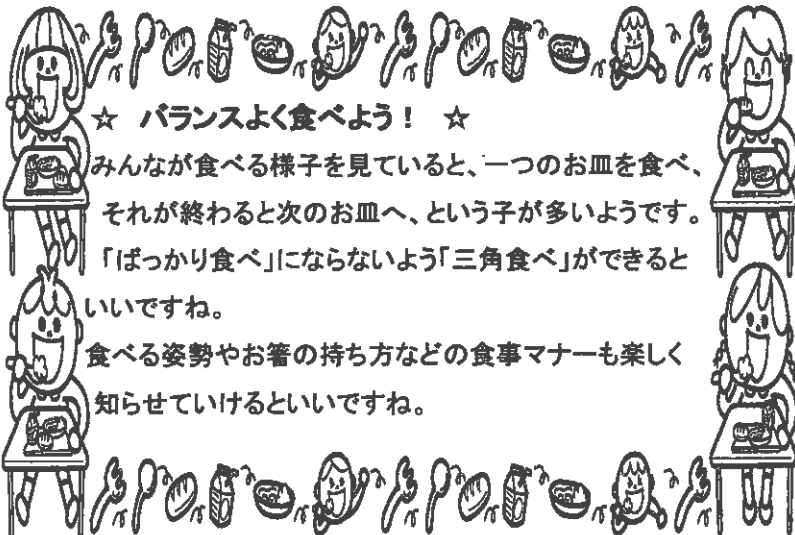 ☆ バランスよく食べよう！ ☆
みんなが食べる様子を見ていると、一つのお皿を食べ、
それが終わると次のお皿へ、という子が多いようです。
「ばっかり食べ」にならないよう「三角食べ」ができると
いいですね。
食べる姿勢やお箸の持ち方などの食事マナーも楽しく
知らせていけるといいですね。